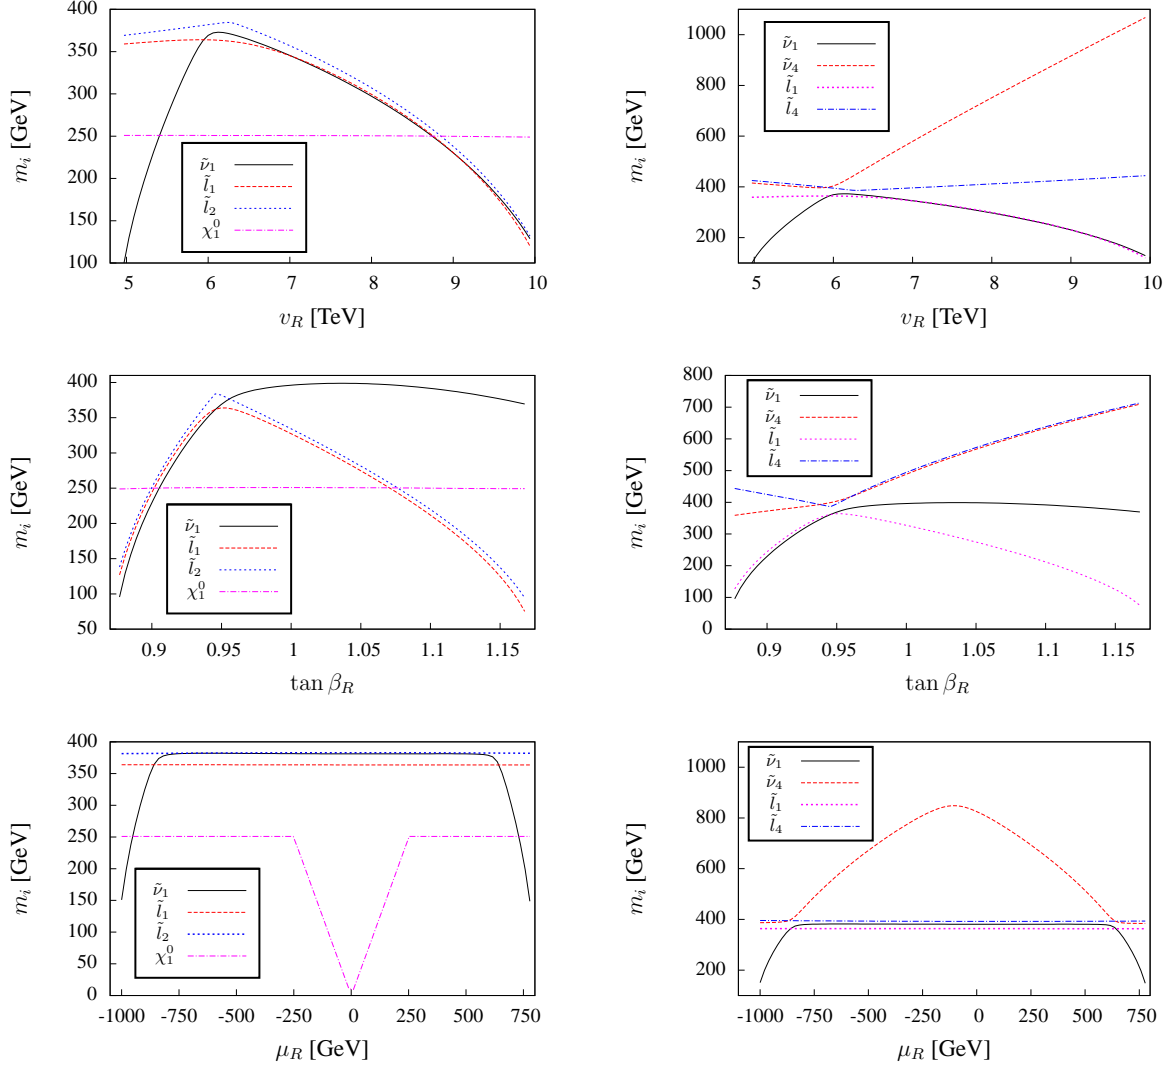 400
350
300
250
200
150
100
m_i [GeV]
ν̃_1
l̃_1
l̃_2
χ_1^0
5 6 7 8 9 10
v_R [TeV]
1000
800
600
400
200
m_i [GeV]
ν̃_1
ν̃_4
l̃_1
l̃_4
5 6 7 8 9 10
v_R [TeV]
400
350
300
250
200
150
100
50
m_i [GeV]
ν̃_1
l̃_1
l̃_2
χ_1^0
0.9 0.95 1 1.05 1.1 1.15
tan β_R
800
700
600
500
400
300
200
100
0
m_i [GeV]
ν̃_1
ν̃_4
l̃_1
l̃_4
0.9 0.95 1 1.05 1.1 1.15
tan β_R
400
350
300
250
200
150
100
50
0
m_i [GeV]
ν̃_1
l̃_1
l̃_2
χ_1^0
-1000 -750 -500 -250 0 250 500 750
μ_R [GeV]
1000
800
600
400
200
m_i [GeV]
ν̃_1
ν̃_4
l̃_1
l̃_4
-1000 -750 -500 -250 0 250 500 750
μ_R [GeV]